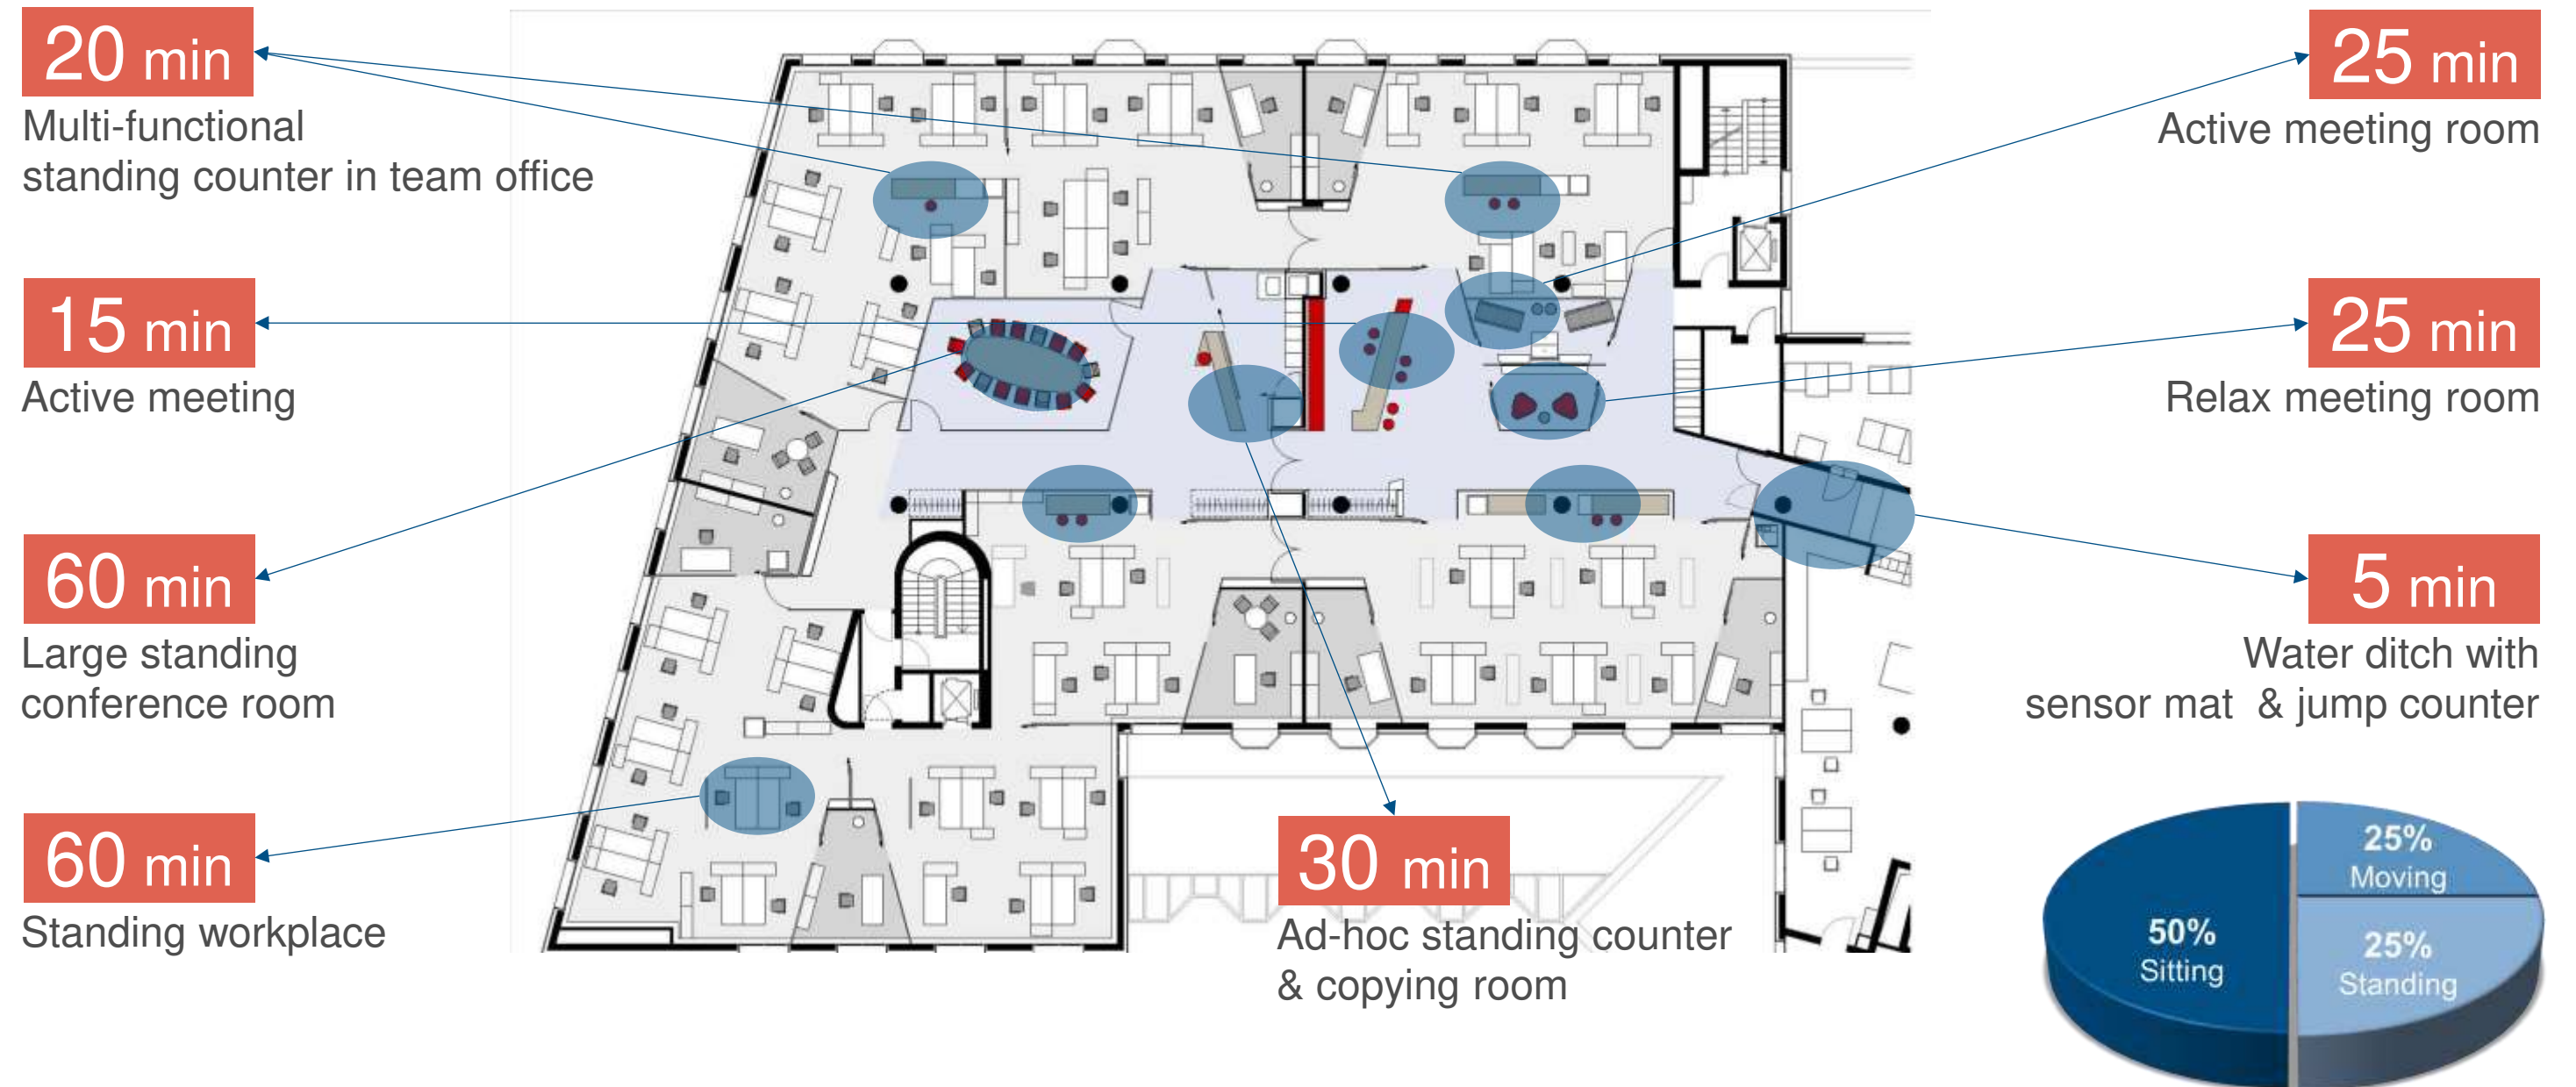 20 min
Multi-functional
standing counter in team office
15 min
Active meeting
60 min
Large standing
conference room
60 min
Standing workplace
30 min
Ad-hoc standing counter
& copying room
25 min
Active meeting room
25 min
Relax meeting room
5 min
Water ditch with
sensor mat & jump counter
25%
Moving
50%
Sitting
25%
Standing